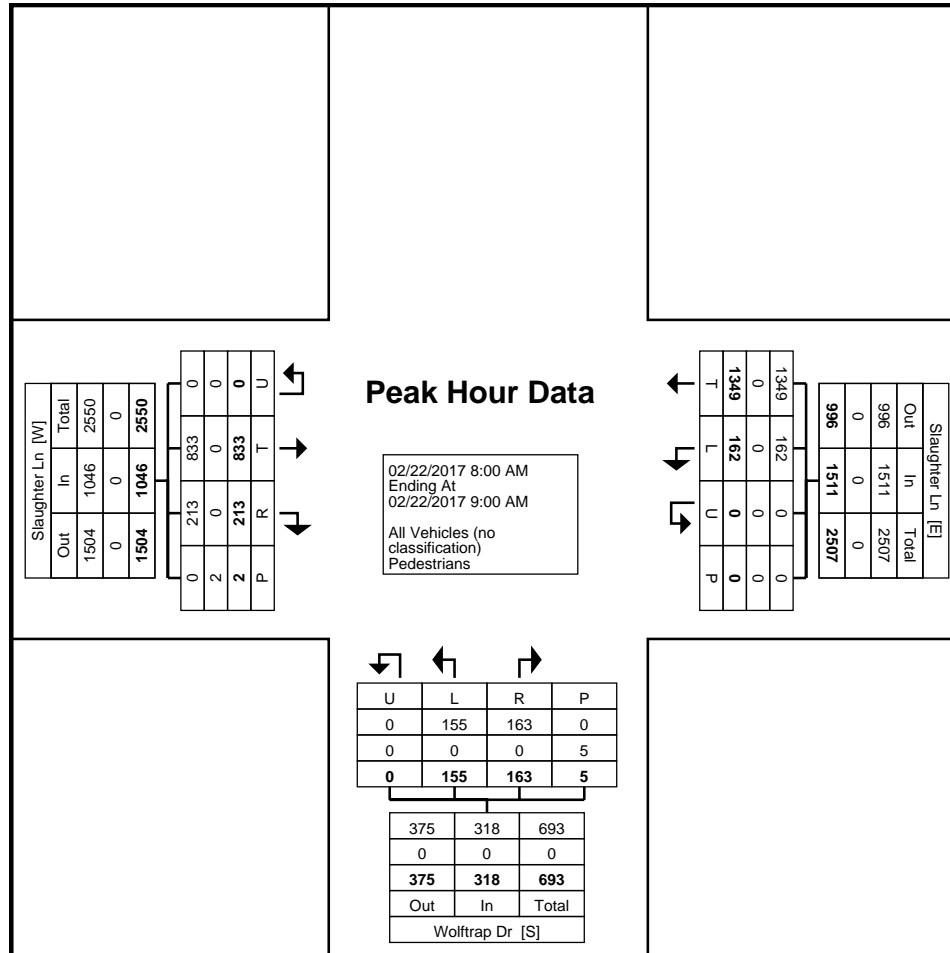 Peak Hour Data
02/22/2017 8:00 AM
Ending At
02/22/2017 9:00 AM
All Vehicles (no
classification)
Pedestrians
Slaughter Ln [W]
Total In Out
2550 1046 1504
0 0 0
2550 1046 1504
0 833 213 0
0 0 0 2
0 833 213 2
U T R P
Slaughter Ln [E]
Out In Total
996 1511 2507
0 0 0
996 1511 2507
1349 162 0 0
0 0 0 0
1349 162 0 0
T L U P
U L R P
0 155 163 0
0 0 0 5
0 155 163 5
375 318 693
0 0 0
375 318 693
Out In Total
Wolftrap Dr [S]